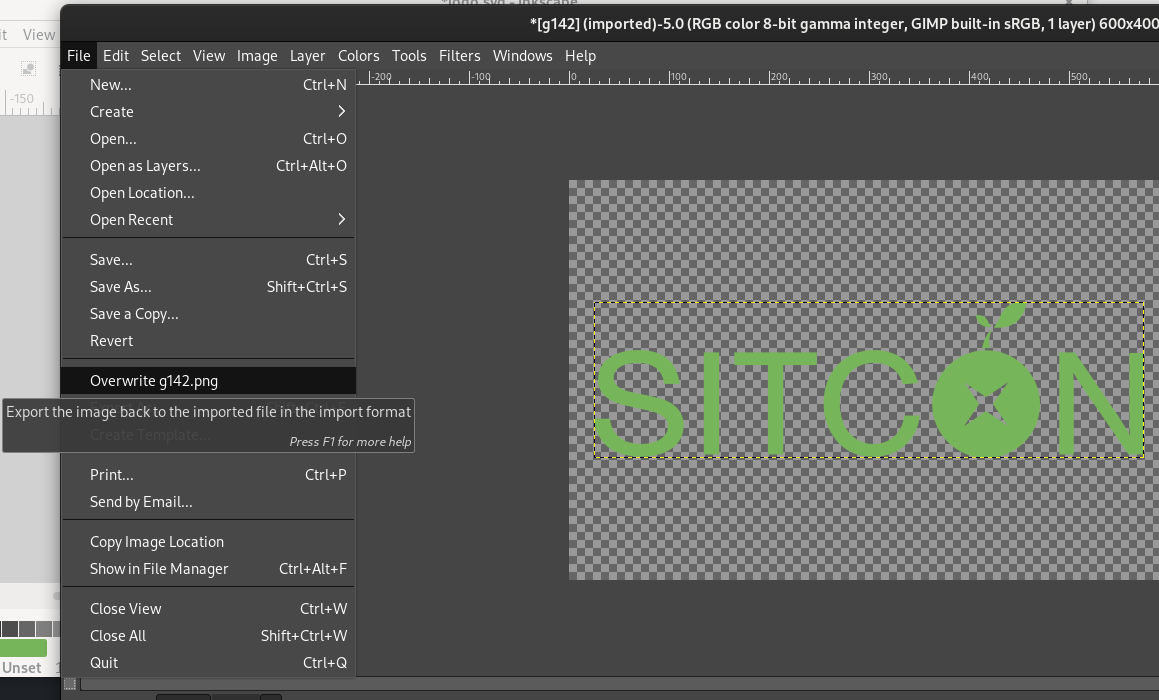 *logo.svg - Inkscape
*[g142] (imported)-5.0 (RGB color 8-bit gamma integer, GIMP built-in sRGB, 1 layer) 600x400
View
File Edit Select View Image Layer Colors Tools Filters Windows Help
-150
-200 -100 0 100 200 300 400 500
New... Ctrl+N
Create
Open... Ctrl+O
Open as Layers... Ctrl+Alt+O
Open Location...
Open Recent
Save... Ctrl+S
Save As... Shift+Ctrl+S
Save a Copy...
Revert
Overwrite g142.png
Export the image back to the imported file in the import format
Create Template...
Press F1 for more help
Print... Ctrl+P
Send by Email...
Copy Image Location
Show in File Manager Ctrl+Alt+F
Close View Ctrl+W
Close All Shift+Ctrl+W
Quit Ctrl+Q
SITCON
Unset